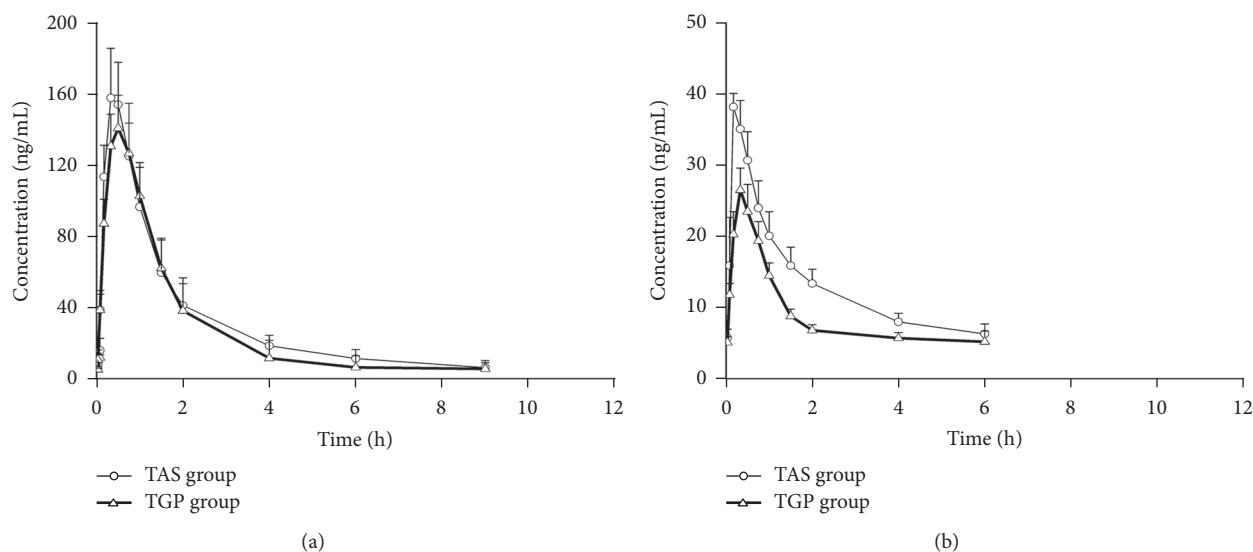 200
160
120
80
40
0
Concentration (ng/mL)
0 2 4 6 8 10 12
Time (h)
TAS group
TGP group
(a)
50
40
30
20
10
0
Concentration (ng/mL)
0 2 4 6 8 10 12
Time (h)
TAS group
TGP group
(b)